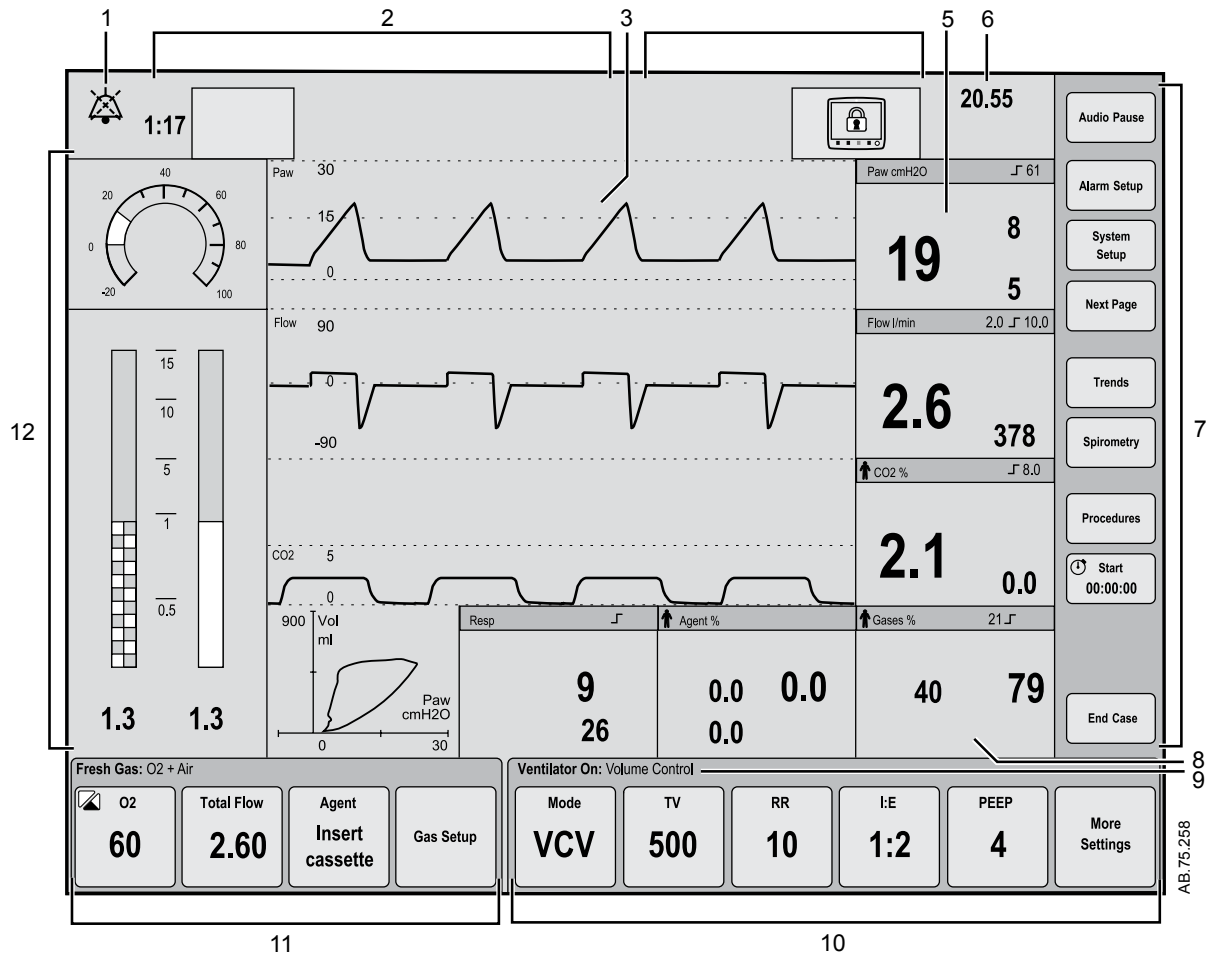 1
2
3
5
6
1:17
20.55
Audio Pause
Alarm Setup
System
Setup
Next Page
Trends
Spirometry
Procedures
Start
00:00:00
End Case
7
12
-20
0
20
40
60
80
100
Paw 30
15
0
Paw cmH2O 61
19
8
5
Flow 90
0
-90
Flow l/min 2.0 10.0
2.6
378
CO2 % 8.0
2.1
0.0
CO2 5
0
15
10
5
1
0.5
1.3 1.3
900 Vol
ml
Paw
cmH2O
0 30
Resp
9
26
Agent %
0.0 0.0
0.0
Gases % 21
40 79
8
9
Fresh Gas: O2 + Air
O2
60
Total Flow
2.60
Agent
Insert
cassette
Gas Setup
Ventilator On: Volume Control
Mode
VCV
TV
500
RR
10
I:E
1:2
PEEP
4
More
Settings
AB.75.258
11
10